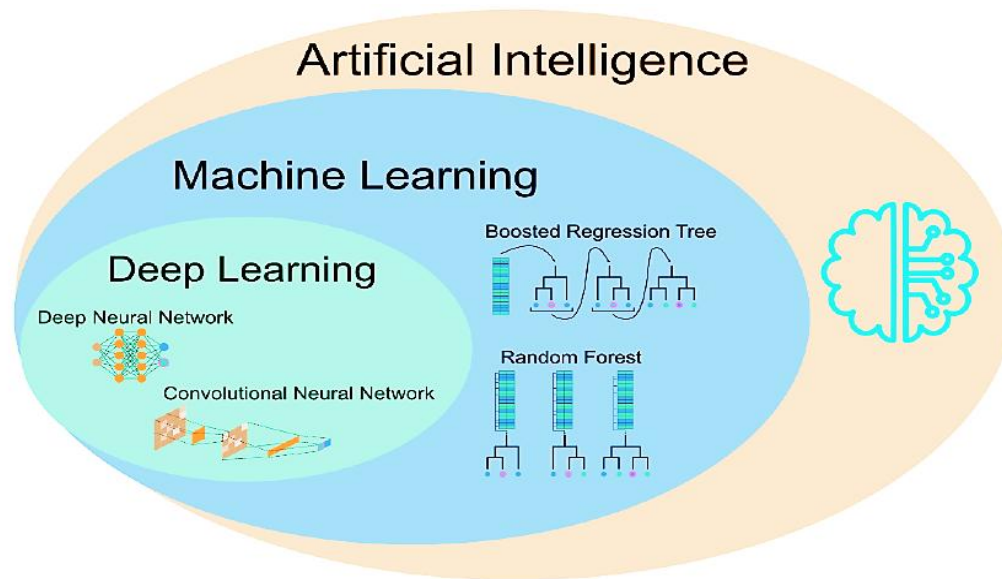 Artificial Intelligence
Machine Learning
Boosted Regression Tree
Deep Learning
Deep Neural Network
Random Forest
Convolutional Neural Network